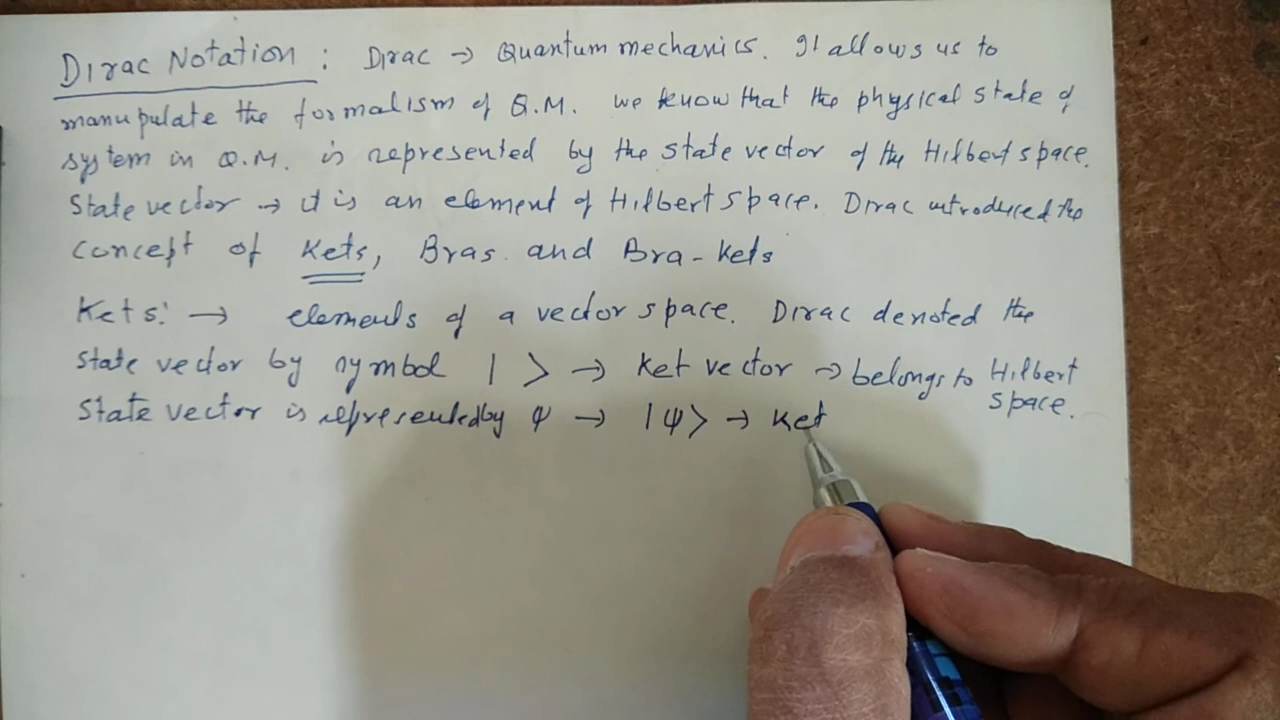 Dirac Notation : Dirac → Quantum mechanics. It allows us to
manupulate the formalism of Q.M. we know that the physical state of
system in Q.M. is represented by the state vector of the Hilbert space.
State vector → it is an element of Hilbert space. Dirac introduced the
concept of Kets, Bras and Bra-kets
Kets: → elements of a vector space. Dirac denoted the
state vector by symbol | > → Ket vector → belongs to Hilbert space.
State vector is represented by ψ → |ψ> → Ket